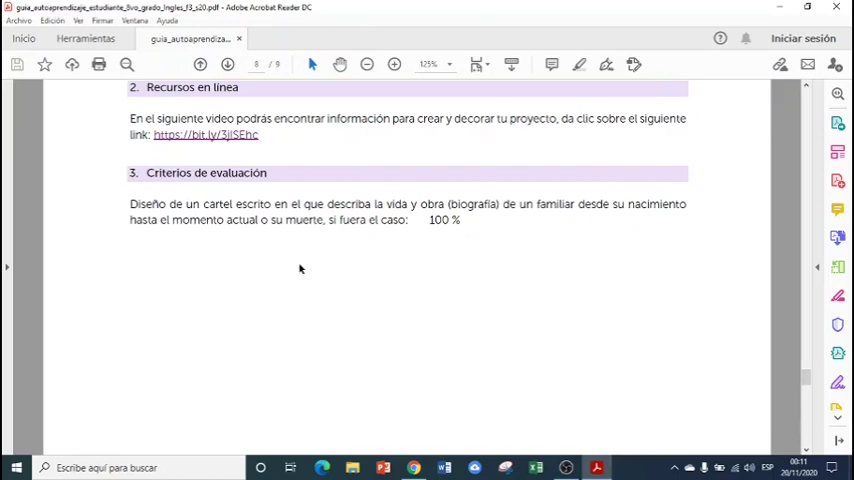 guia_autoaprendizaje_estudiante_8vo_grado_Ingles_f3_s20.pdf - Adobe Acrobat Reader DC
Archivo Edición Ver Firmar Ventana Ayuda
Inicio Herramientas guia_autoaprendiza... × Iniciar sesión
8 / 9 125%
2. Recursos en línea
En el siguiente video podrás encontrar información para crear y decorar tu proyecto, da clic sobre el siguiente
link: https://bit.ly/3jlSEhc
3. Criterios de evaluación
Diseño de un cartel escrito en el que describa la vida y obra (biografía) de un familiar desde su nacimiento
hasta el momento actual o su muerte, si fuera el caso: 100 %
Escribe aquí para buscar
ESP
00:11
20/11/2020